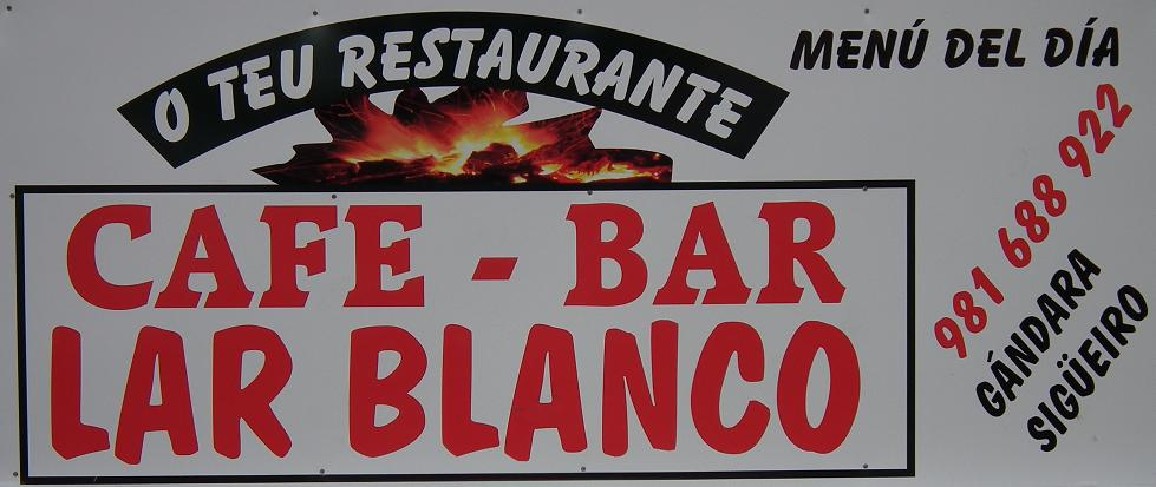 O TEU RESTAURANTE
MENÚ DEL DÍA
CAFE - BAR
LAR BLANCO
981 688 922
GÁNDARA
SIGÜEIRO